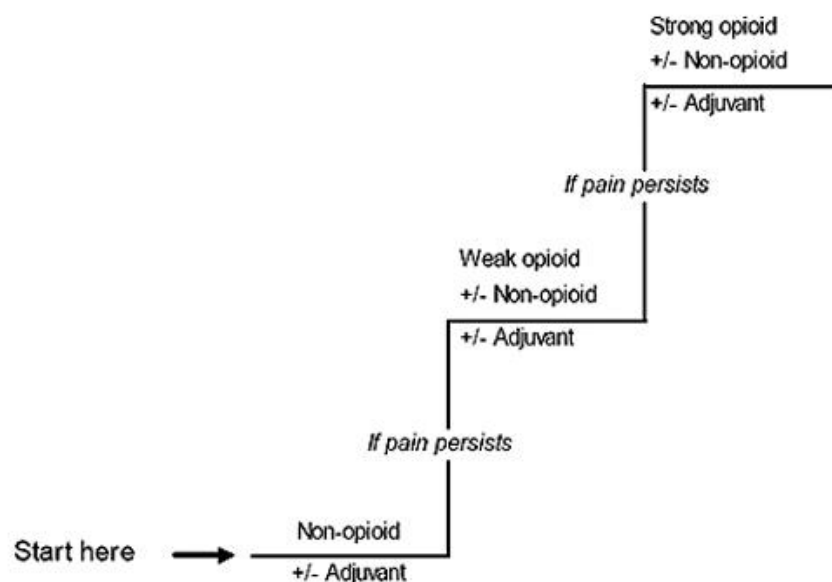 Strong opioid
+/- Non-opioid
+/- Adjuvant
If pain persists
Weak opioid
+/- Non-opioid
+/- Adjuvant
If pain persists
Non-opioid
Start here
+/- Adjuvant